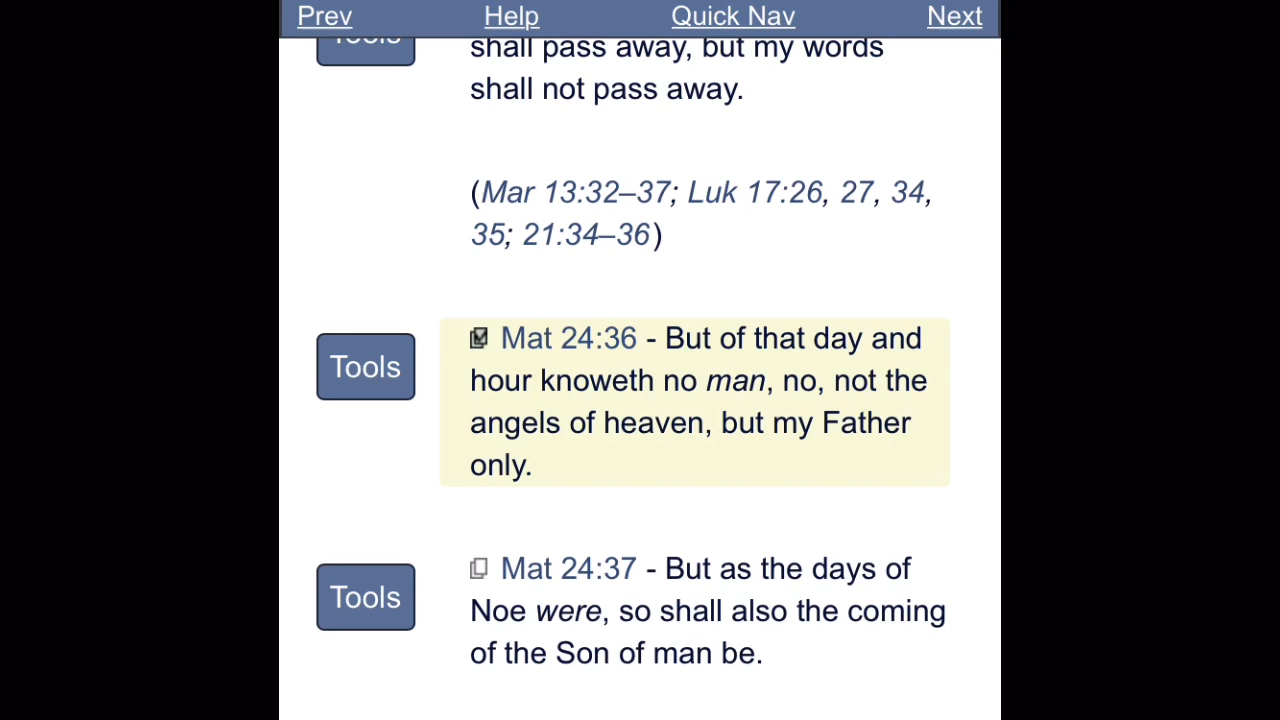 Prev Help Quick Nav Next
Tools shall pass away, but my words
shall not pass away.
(Mar 13:32–37; Luk 17:26, 27, 34,
35; 21:34–36)
Mat 24:36 - But of that day and
hour knoweth no man, no, not the
Tools
angels of heaven, but my Father
only.
Mat 24:37 - But as the days of
Tools
Noe were, so shall also the coming
of the Son of man be.